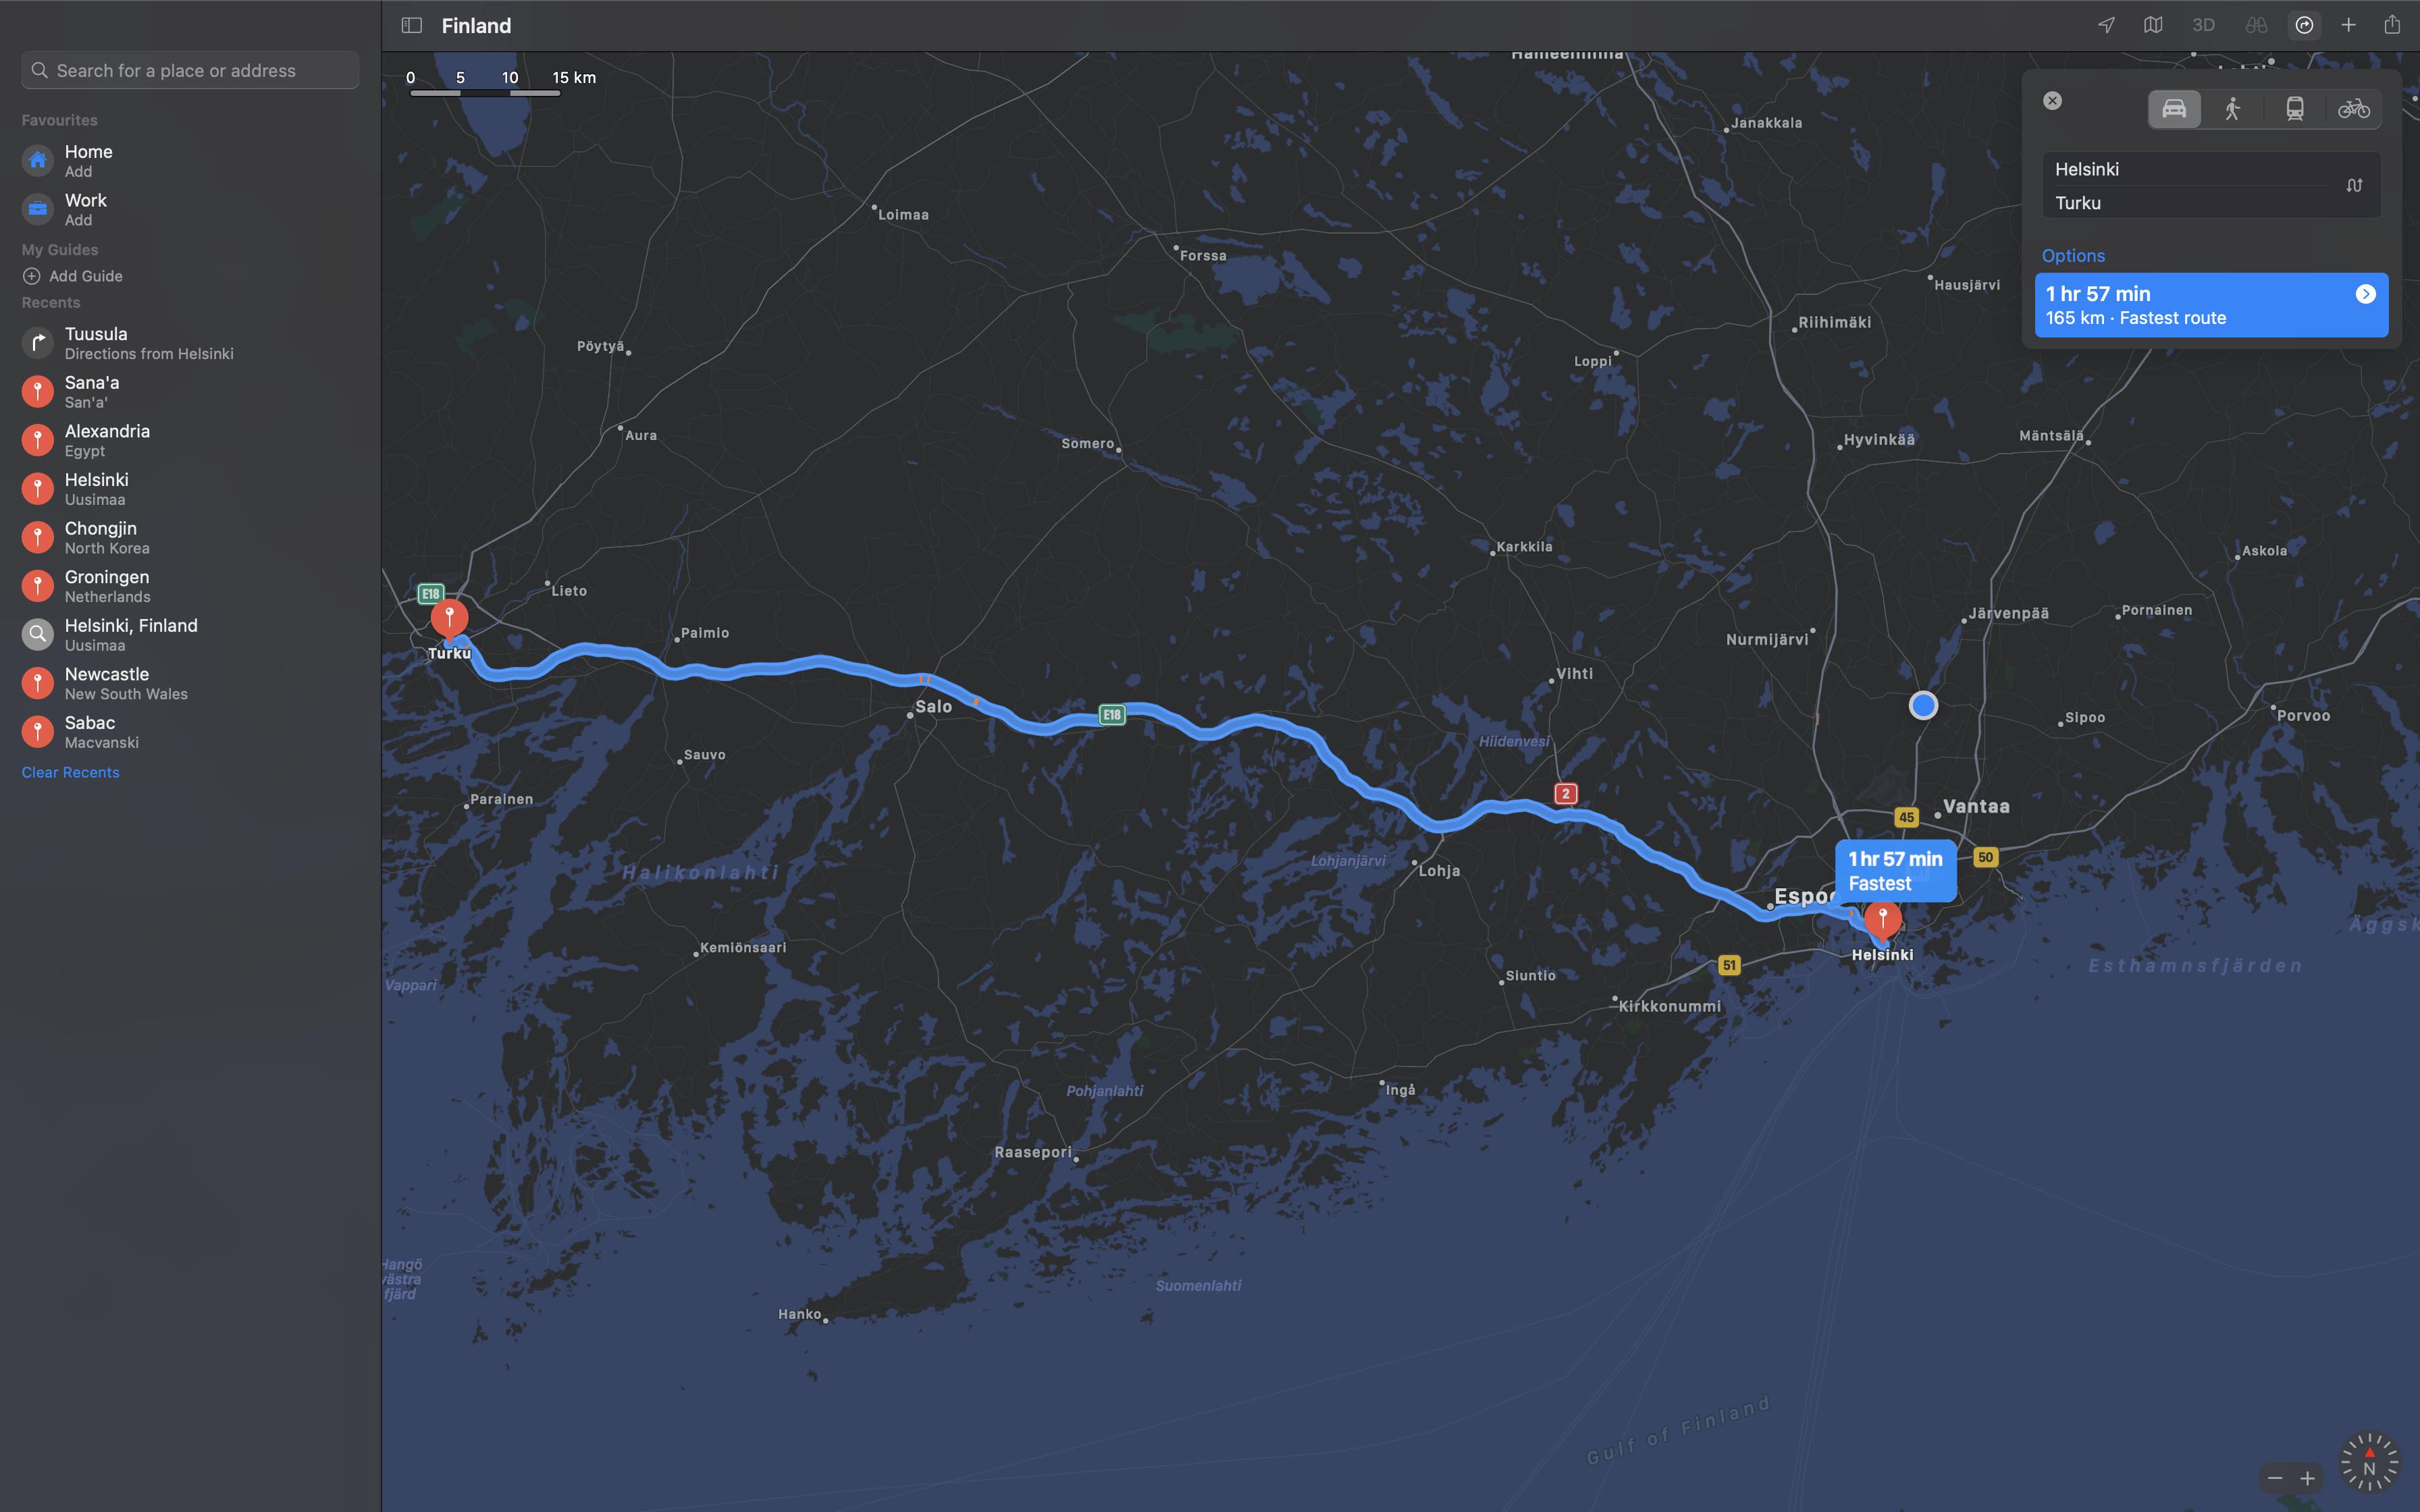 Finland
3D
Search for a place or address
Favourites
Home
Add
Work
Add
My Guides
Add Guide
Recents
Tuusula
Directions from Helsinki
Sana'a
San'a'
Alexandria
Egypt
Helsinki
Uusimaa
Chongjin
North Korea
Groningen
Netherlands
Helsinki, Finland
Uusimaa
Newcastle
New South Wales
Sabac
Macvanski
Clear Recents
0 5 10 15 km
Helsinki
Turku
Options
1 hr 57 min
165 km · Fastest route
Janakkala
Loimaa
Forssa
Hausjärvi
Riihimäki
Pöytyä
Loppi
Aura
Somero
Hyvinkää
Mäntsälä
Karkkila
Askola
E18
Lieto
Järvenpää
Pornainen
Paimio
Nurmijärvi
Turku
Vihti
Salo
E18
Sipoo
Porvoo
Hiidenvesi
Sauvo
2
Parainen
45
Vantaa
Lohjanjärvi
1 hr 57 min
Fastest
50
Halikonlahti
Lohja
Espoo
Kemiönsaari
Helsinki
51
Esthamnsfjärden
Vappari
Siuntio
Kirkkonummi
Pohjanlahti
Ingå
Raasepori
Hangö
västra
fjärd
Suomenlahti
Hanko
Gulf of Finland
N